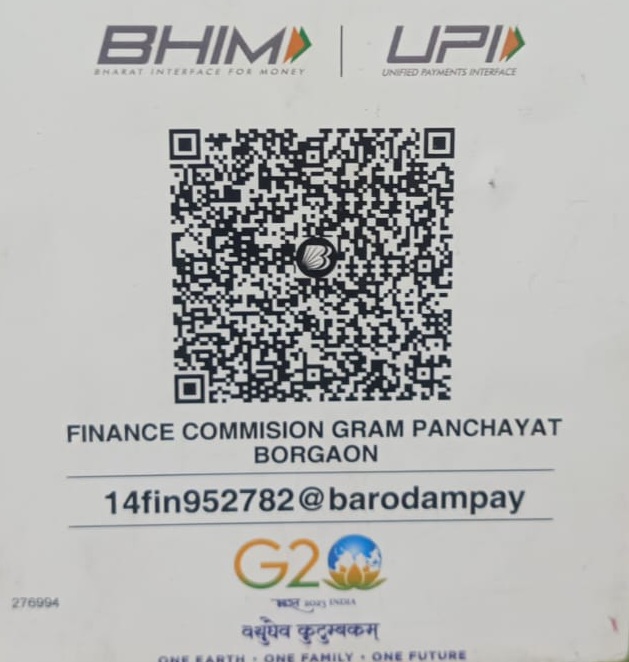 BHIM UPI
BHARAT INTERFACE FOR MONEY UNIFIED PAYMENTS INTERFACE
FINANCE COMMISION GRAM PANCHAYAT
BORGAON
14fin952782@barodampay
G20
भारत 2023 INDIA
276994
वसुधैव कुटुम्बकम्
ONE EARTH • ONE FAMILY • ONE FUTURE